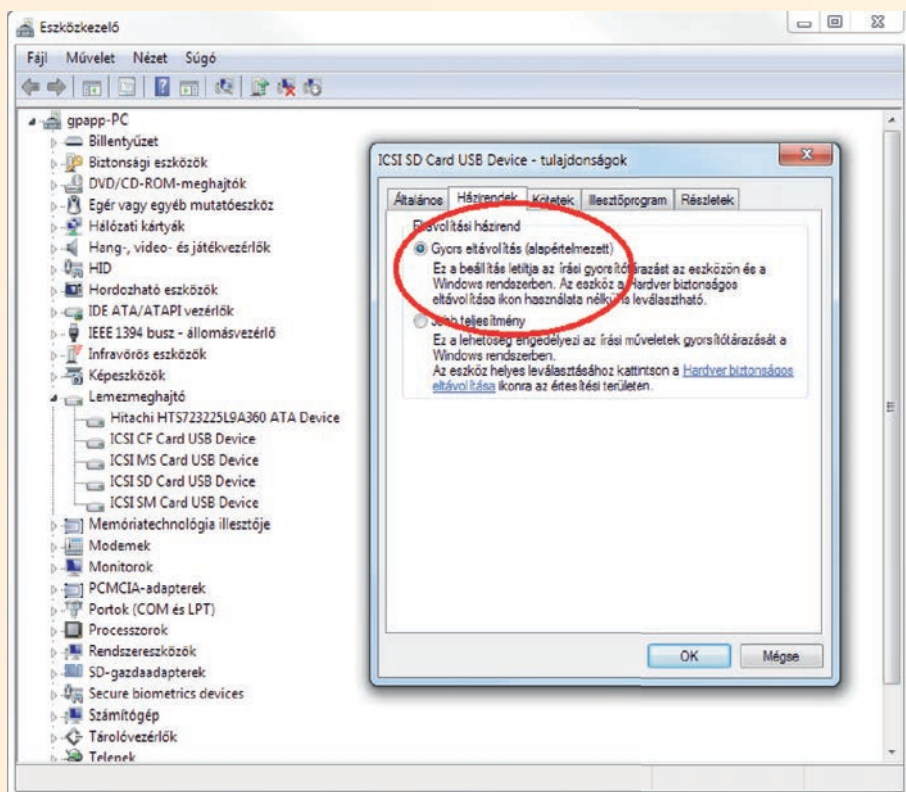 Eszközkezelő
Fájl Művelet Nézet Súgó
gpapp-PC
Billentyűzet
Biztonsági eszközök
DVD/CD-ROM-meghajtók
Egér vagy egyéb mutatóeszköz
Hálózati kártyák
Hang-, video- és játékvezérlők
HID
Hordozható eszközök
IDE ATA/ATAPI vezérlők
IEEE 1394 busz - állomásvezérlő
Infravörös eszközök
Képeszközök
Lemezmeghajtó
Hitachi HTS723225L9A360 ATA Device
ICSI CF Card USB Device
ICSI MS Card USB Device
ICSI SD Card USB Device
ICSI SM Card USB Device
Memóriatechnológia illesztője
Modemek
Monitorok
PCMCIA-adapterek
Portok (COM és LPT)
Processzorok
Rendszereszközök
SD-gazdaadapterek
Secure biometrics devices
Számítógép
Tárolóvezérlők
Telenek
ICSI SD Card USB Device - tulajdonságok
Általános Házirendek Kötetek Illesztőprogram Részletek
Eltávolítási házirend
Gyors eltávolítás (alapértelmezett)
Ez a beállítás letiltja az írási gyorsítótárazást az eszközön és a
Windows rendszerben. Az eszköz a Hardver biztonságos
eltávolítása ikon használata nélkül is leválasztható.
Jobb teljesítmény
Ez a lehetőség engedélyezi az írási műveletek gyorsítótárazását a
Windows rendszerben.
Az eszköz helyes leválasztásához kattintson a Hardver biztonságos
eltávolítása ikonra az értesítési területen.
OK Mégse